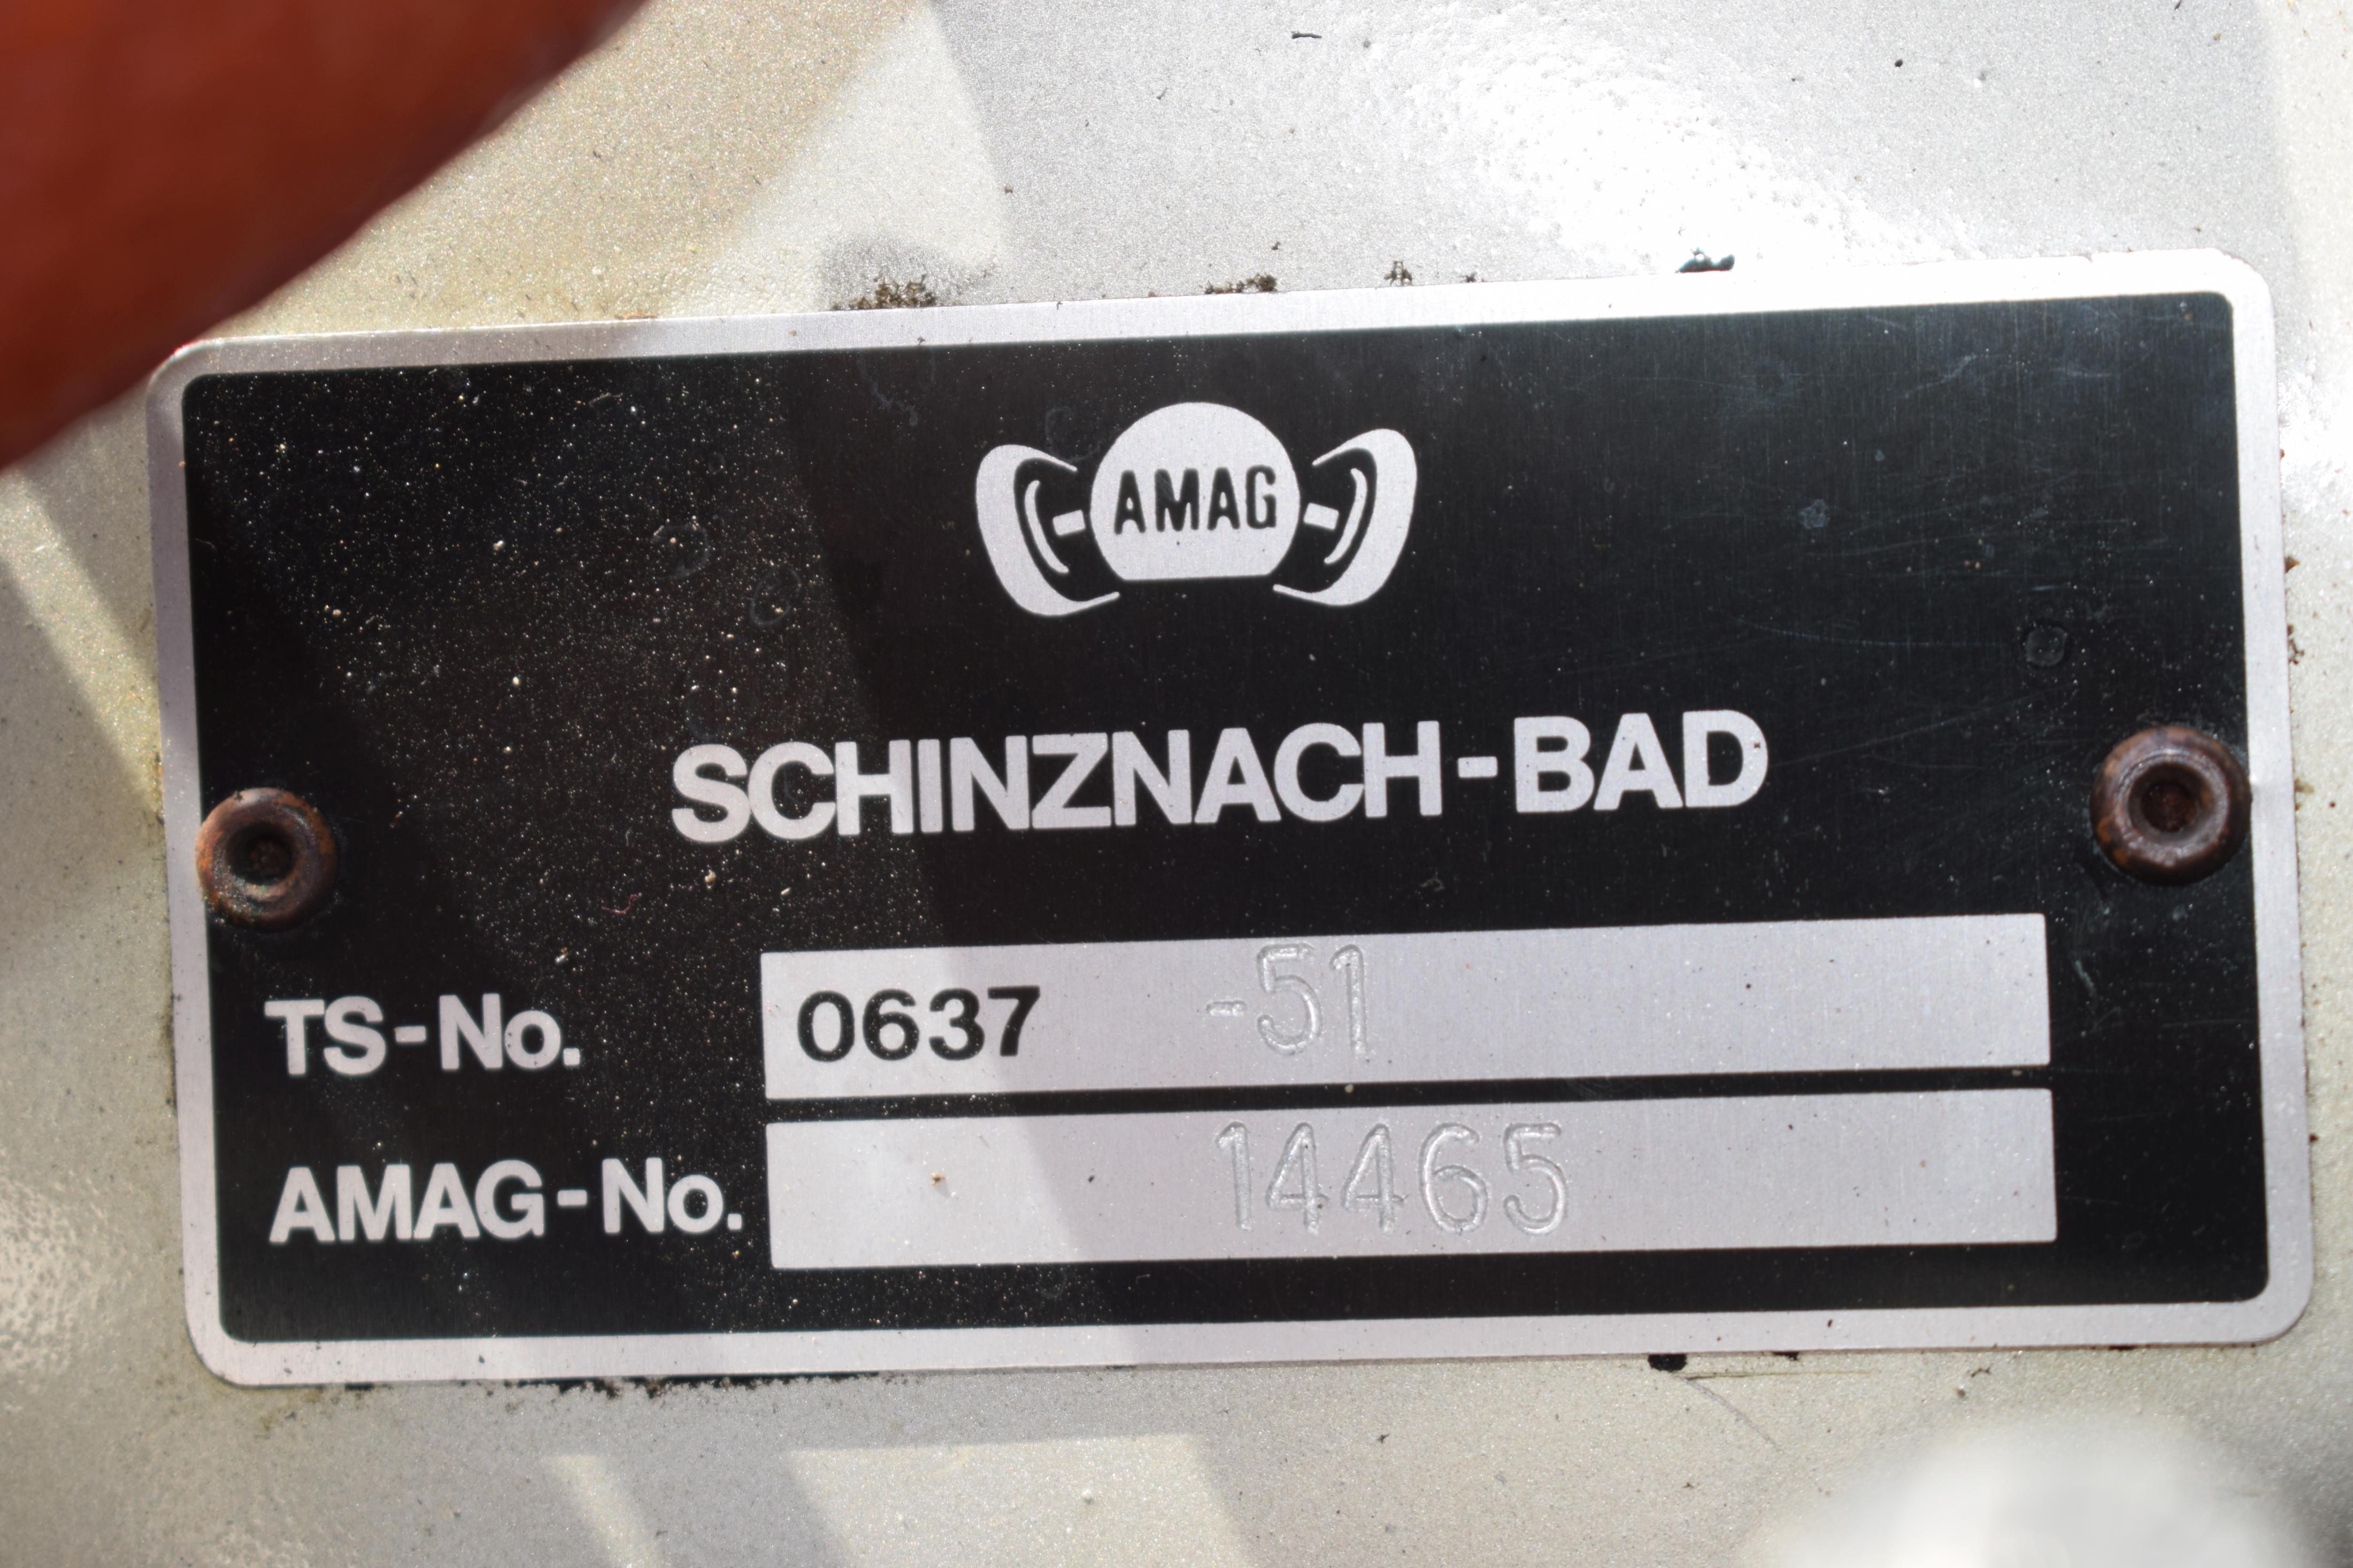 AMAG
SCHINZNACH-BAD
TS-No. 0637 -51
AMAG-No. 14465